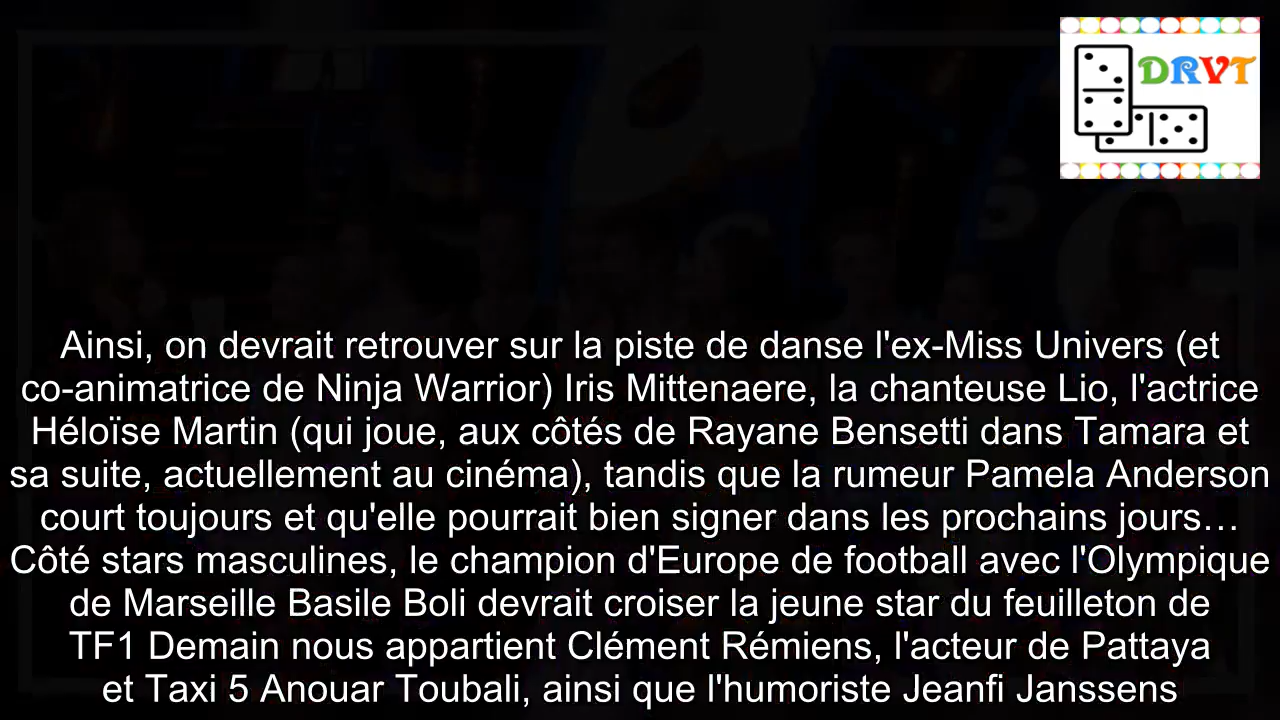 DRVT
Ainsi, on devrait retrouver sur la piste de danse l'ex-Miss Univers (et
co-animatrice de Ninja Warrior) Iris Mittenaere, la chanteuse Lio, l'actrice
Héloïse Martin (qui joue, aux côtés de Rayane Bensetti dans Tamara et
sa suite, actuellement au cinéma), tandis que la rumeur Pamela Anderson
court toujours et qu'elle pourrait bien signer dans les prochains jours…
Côté stars masculines, le champion d'Europe de football avec l'Olympique
de Marseille Basile Boli devrait croiser la jeune star du feuilleton de
TF1 Demain nous appartient Clément Rémiens, l'acteur de Pattaya
et Taxi 5 Anouar Toubali, ainsi que l'humoriste Jeanfi Janssens